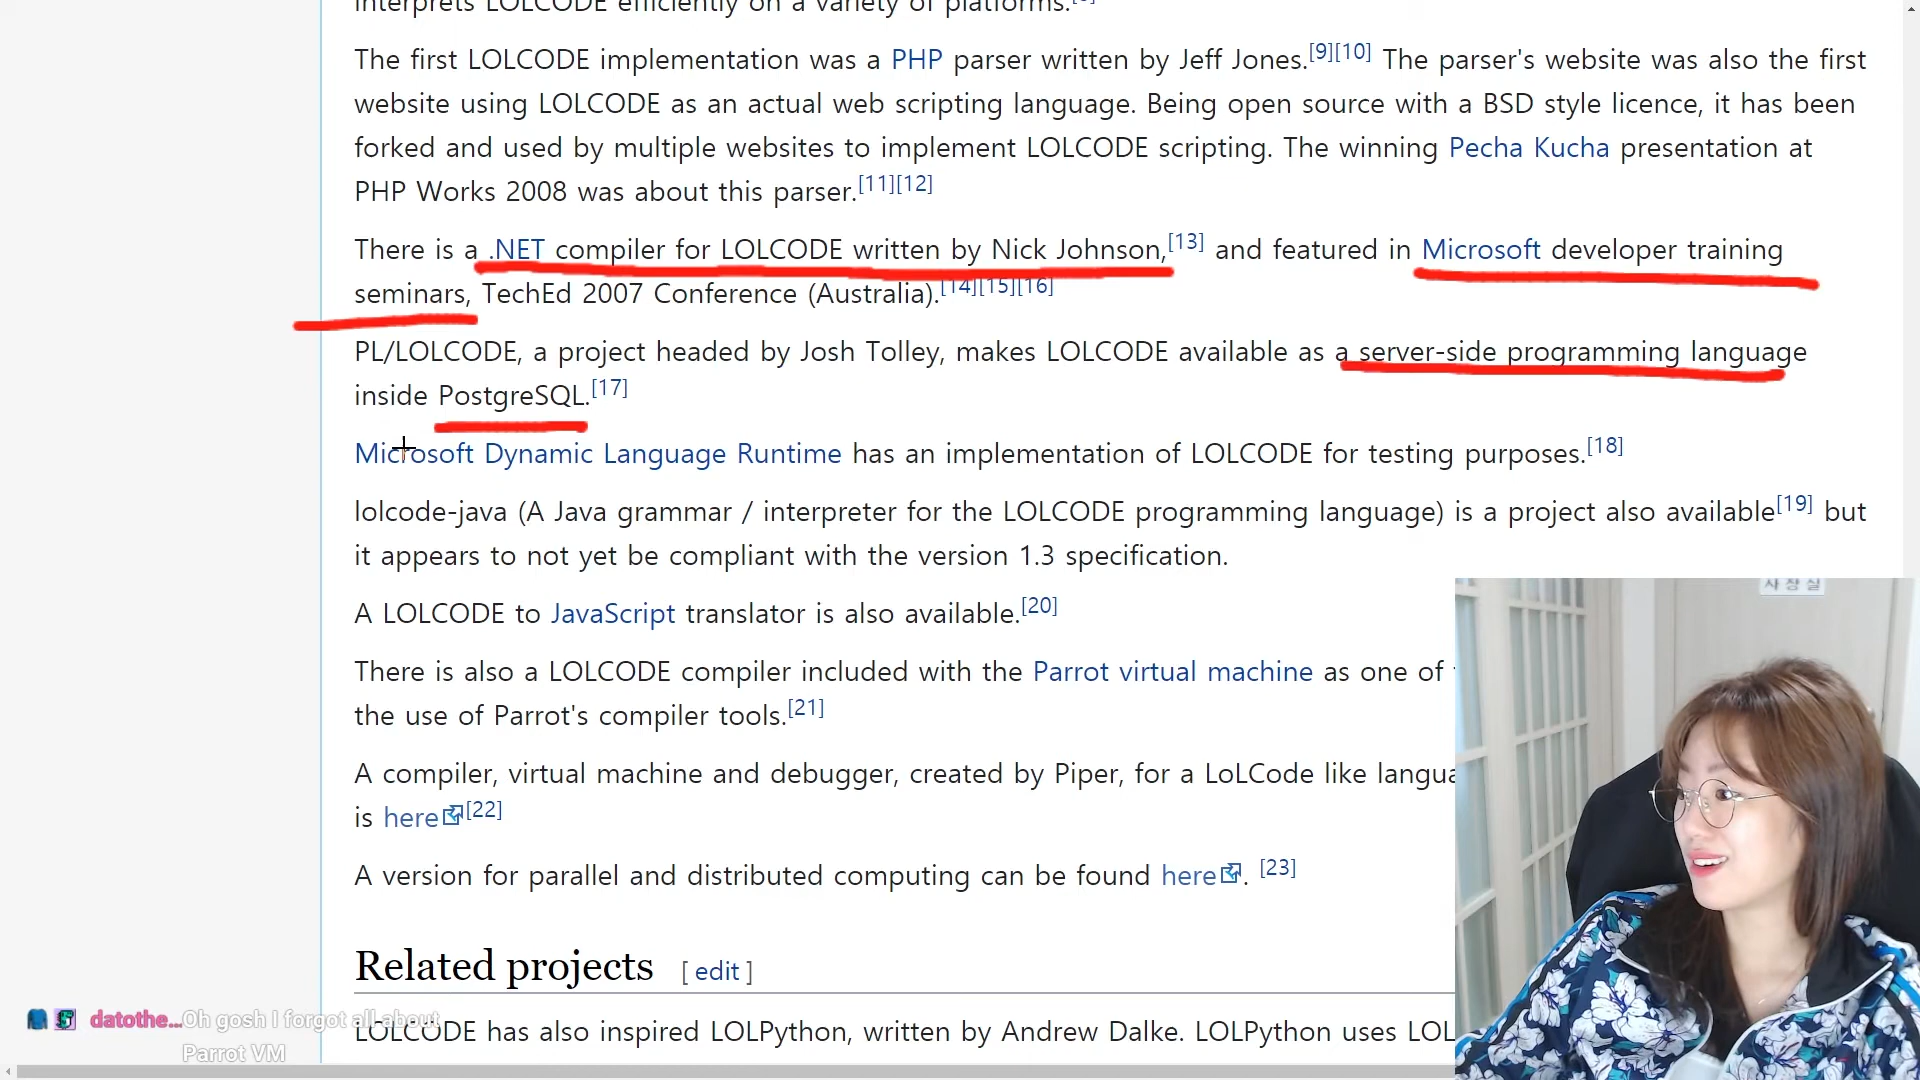 interprets LOLCODE efficiently on a variety of platforms.
The first LOLCODE implementation was a PHP parser written by Jeff Jones.[9][10] The parser's website was also the first
website using LOLCODE as an actual web scripting language. Being open source with a BSD style licence, it has been
forked and used by multiple websites to implement LOLCODE scripting. The winning Pecha Kucha presentation at
PHP Works 2008 was about this parser.[11][12]
There is a .NET compiler for LOLCODE written by Nick Johnson,[13] and featured in Microsoft developer training
seminars, TechEd 2007 Conference (Australia).[14][15][16]
PL/LOLCODE, a project headed by Josh Tolley, makes LOLCODE available as a server-side programming language
inside PostgreSQL.[17]
Microsoft Dynamic Language Runtime has an implementation of LOLCODE for testing purposes.[18]
lolcode-java (A Java grammar / interpreter for the LOLCODE programming language) is a project also available[19] but
it appears to not yet be compliant with the version 1.3 specification.
사장실
A LOLCODE to JavaScript translator is also available.[20]
There is also a LOLCODE compiler included with the Parrot virtual machine as one of
the use of Parrot's compiler tools.[21]
A compiler, virtual machine and debugger, created by Piper, for a LoLCode like langua
is here[22]
A version for parallel and distributed computing can be found here. [23]
Related projects [ edit ]
datothe...Oh gosh I forgot all about
Parrot VM
LOLCODE has also inspired LOLPython, written by Andrew Dalke. LOLPython uses LOL